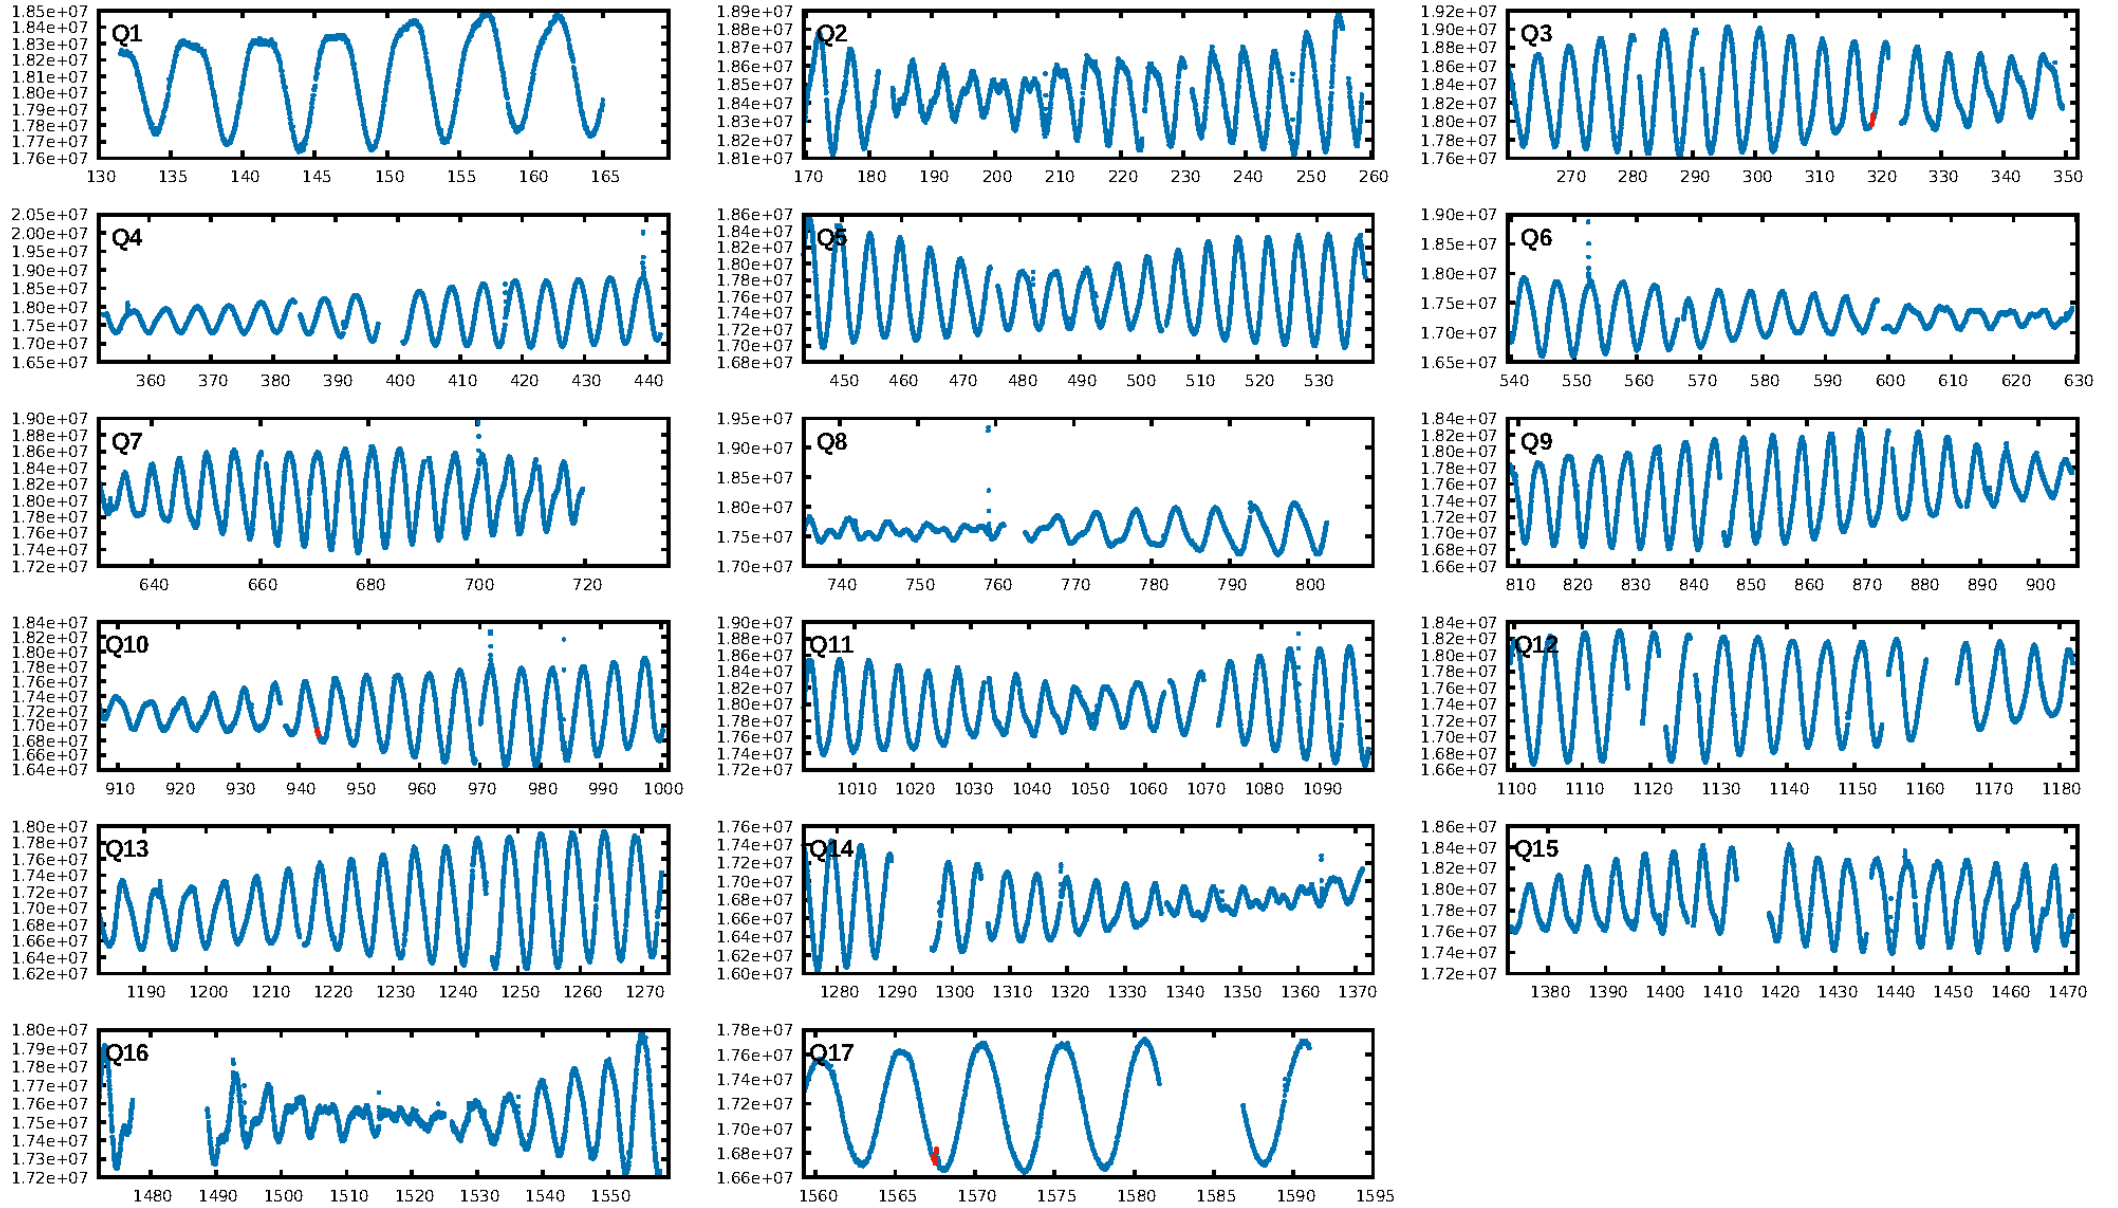 Q1
1.85e+07
1.84e+07
1.83e+07
1.82e+07
1.81e+07
1.80e+07
1.79e+07
1.78e+07
1.77e+07
1.76e+07
130 135 140 145 150 155 160 165
Q2
1.89e+07
1.88e+07
1.87e+07
1.86e+07
1.85e+07
1.84e+07
1.83e+07
1.82e+07
1.81e+07
170 180 190 200 210 220 230 240 250 260
Q3
1.92e+07
1.90e+07
1.88e+07
1.86e+07
1.84e+07
1.82e+07
1.80e+07
1.78e+07
1.76e+07
270 280 290 300 310 320 330 340 350
Q4
2.05e+07
2.00e+07
1.95e+07
1.90e+07
1.85e+07
1.80e+07
1.75e+07
1.70e+07
1.65e+07
360 370 380 390 400 410 420 430 440
Q5
1.86e+07
1.84e+07
1.82e+07
1.80e+07
1.78e+07
1.76e+07
1.74e+07
1.72e+07
1.70e+07
1.68e+07
450 460 470 480 490 500 510 520 530
Q6
1.90e+07
1.85e+07
1.80e+07
1.75e+07
1.70e+07
1.65e+07
540 550 560 570 580 590 600 610 620 630
Q7
1.90e+07
1.88e+07
1.86e+07
1.84e+07
1.82e+07
1.80e+07
1.78e+07
1.76e+07
1.74e+07
1.72e+07
640 660 680 700 720
Q8
1.95e+07
1.90e+07
1.85e+07
1.80e+07
1.75e+07
1.70e+07
740 750 760 770 780 790 800
Q9
1.84e+07
1.82e+07
1.80e+07
1.78e+07
1.76e+07
1.74e+07
1.72e+07
1.70e+07
1.68e+07
1.66e+07
810 820 830 840 850 860 870 880 890 900
Q10
1.84e+07
1.82e+07
1.80e+07
1.78e+07
1.76e+07
1.74e+07
1.72e+07
1.70e+07
1.68e+07
1.66e+07
1.64e+07
910 920 930 940 950 960 970 980 990 1000
Q11
1.90e+07
1.88e+07
1.86e+07
1.84e+07
1.82e+07
1.80e+07
1.78e+07
1.76e+07
1.74e+07
1.72e+07
1010 1020 1030 1040 1050 1060 1070 1080 1090
Q12
1.84e+07
1.82e+07
1.80e+07
1.78e+07
1.76e+07
1.74e+07
1.72e+07
1.70e+07
1.68e+07
1.66e+07
1100 1110 1120 1130 1140 1150 1160 1170 1180
Q13
1.80e+07
1.78e+07
1.76e+07
1.74e+07
1.72e+07
1.70e+07
1.68e+07
1.66e+07
1.64e+07
1.62e+07
1190 1200 1210 1220 1230 1240 1250 1260 1270
Q14
1.76e+07
1.74e+07
1.72e+07
1.70e+07
1.68e+07
1.66e+07
1.64e+07
1.62e+07
1.60e+07
1280 1290 1300 1310 1320 1330 1340 1350 1360 1370
Q15
1.86e+07
1.84e+07
1.82e+07
1.80e+07
1.78e+07
1.76e+07
1.74e+07
1.72e+07
1380 1390 1400 1410 1420 1430 1440 1450 1460 1470
Q16
1.80e+07
1.79e+07
1.78e+07
1.77e+07
1.76e+07
1.75e+07
1.74e+07
1.73e+07
1.72e+07
1480 1490 1500 1510 1520 1530 1540 1550
Q17
1.78e+07
1.76e+07
1.74e+07
1.72e+07
1.70e+07
1.68e+07
1.66e+07
1560 1565 1570 1575 1580 1585 1590 1595